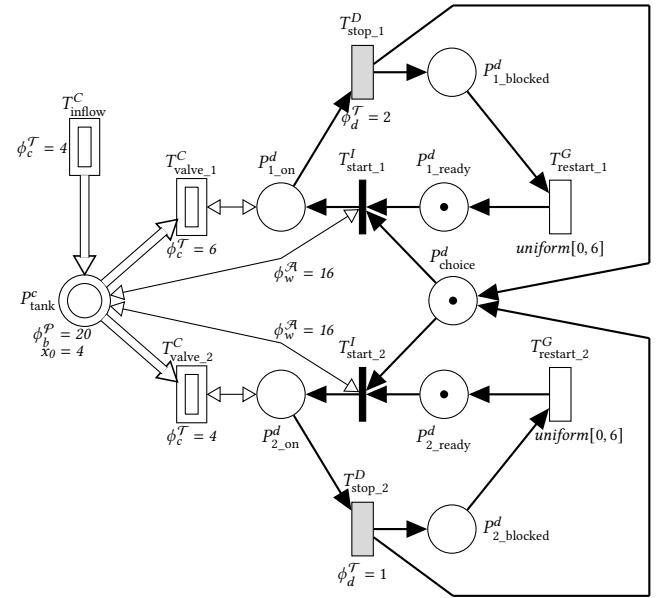 T^D_stop_1
P^d_1_blocked
ϕ^𝒯_d = 2
T^C_inflow
ϕ^𝒯_c = 4
T^C_valve_1
P^d_1_on
T^I_start_1
P^d_1_ready
T^G_restart_1
ϕ^𝒯_c = 6
uniform[0, 6]
P^d_choice
ϕ^𝒜_w = 16
P^c_tank
ϕ^𝒫_b = 20
x_0 = 4
ϕ^𝒜_w = 16
T^C_valve_2
T^I_start_2
T^G_restart_2
ϕ^𝒯_c = 4
P^d_2_on
P^d_2_ready
uniform[0, 6]
T^D_stop_2
P^d_2_blocked
ϕ^𝒯_d = 1